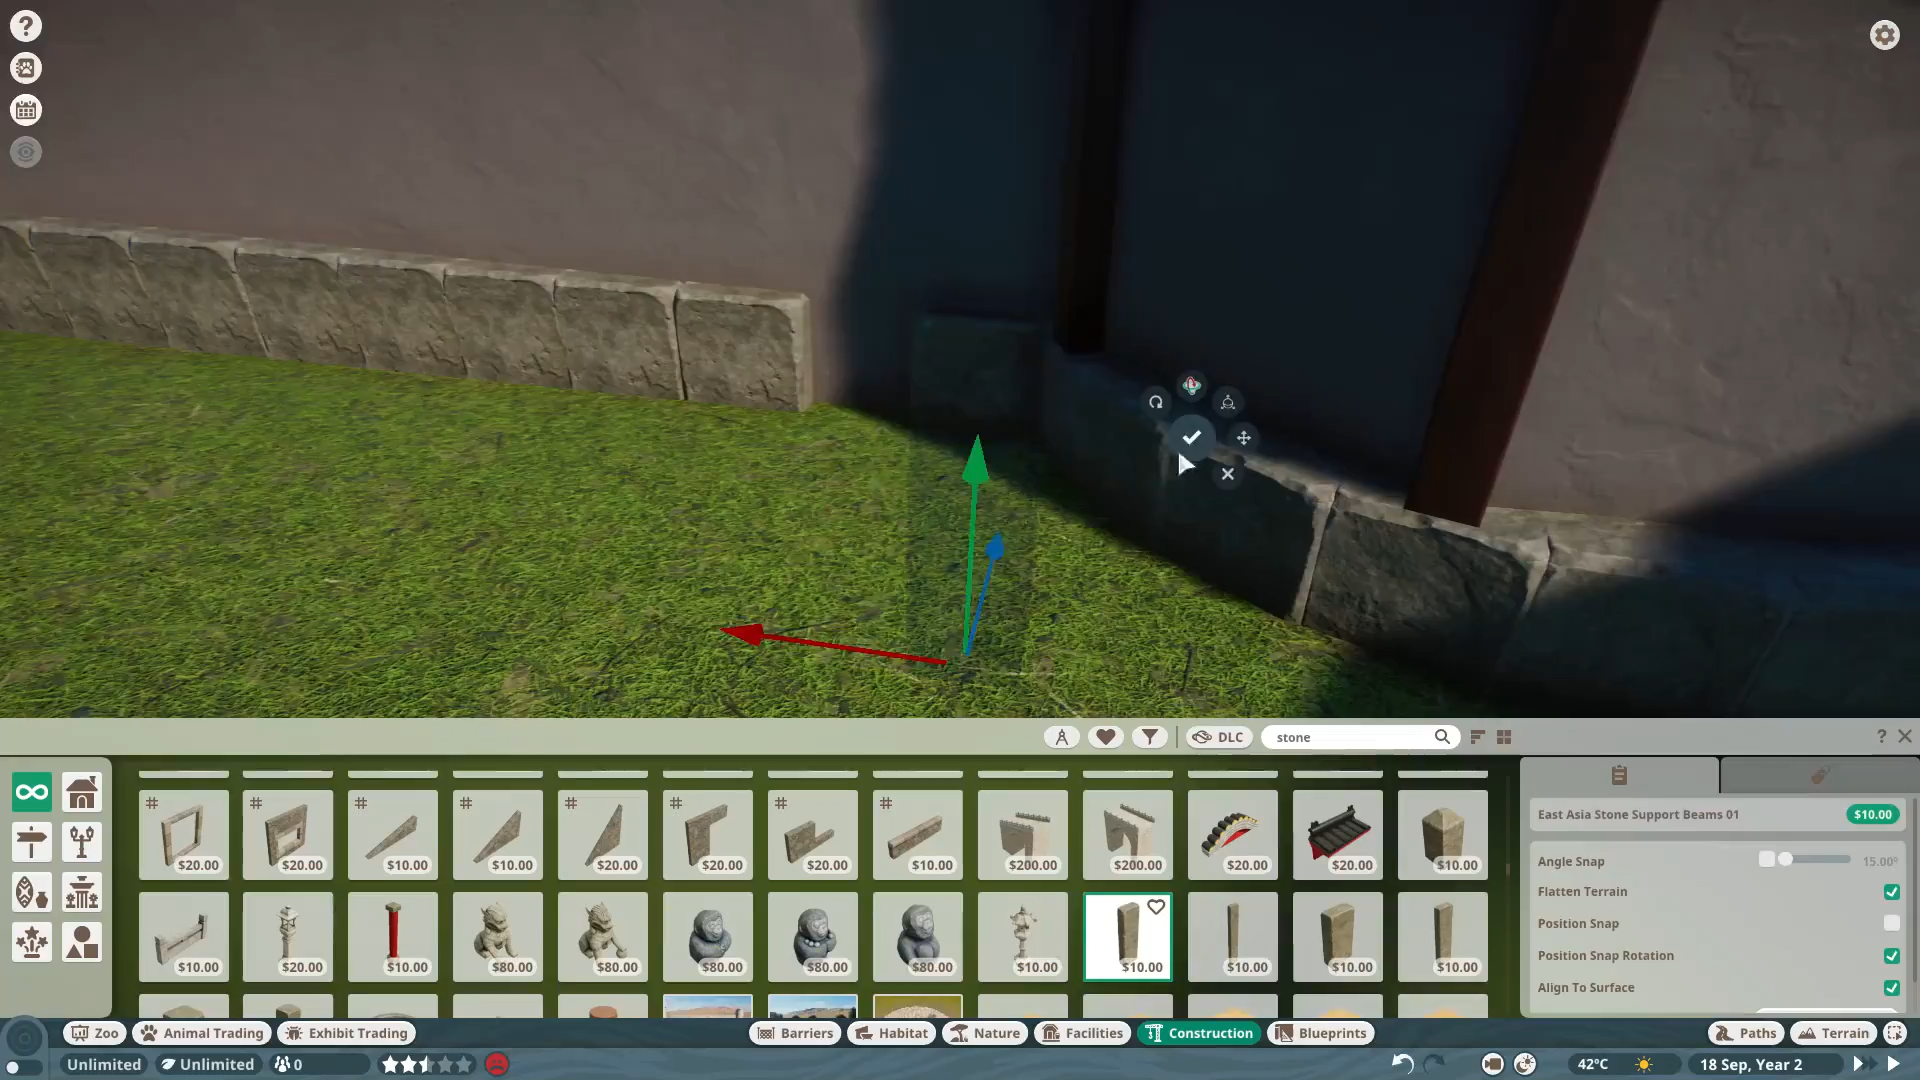 ?
DLC
stone
?
# $20.00
# $20.00
# $10.00
# $10.00
# $20.00
# $20.00
# $20.00
# $10.00
$200.00
$200.00
$20.00
$20.00
$10.00
$10.00
$20.00
$10.00
$80.00
$80.00
$80.00
$80.00
$80.00
$10.00
$10.00
$10.00
$10.00
$10.00
East Asia Stone Support Beams 01 $10.00
Angle Snap 15.00°
Flatten Terrain
Position Snap
Position Snap Rotation
Align To Surface
Zoo Animal Trading Exhibit Trading Barriers Habitat Nature Facilities Construction Blueprints Paths Terrain
Unlimited Unlimited 0 42°C 18 Sep, Year 2